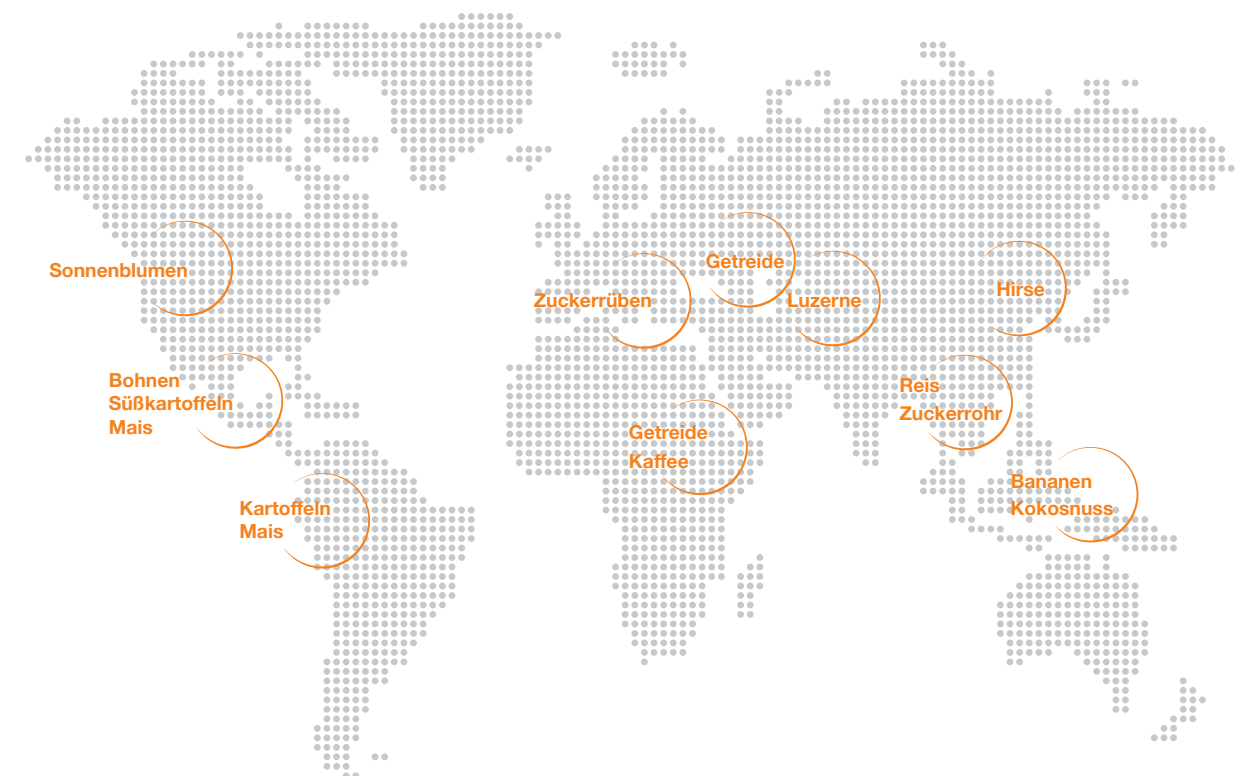 Sonnenblumen
Bohnen
Süßkartoffeln
Mais
Kartoffeln
Mais
Zuckerrüben
Getreide
Luzerne
Getreide
Kaffee
Hirse
Reis
Zuckerrohr
Bananen
Kokosnuss